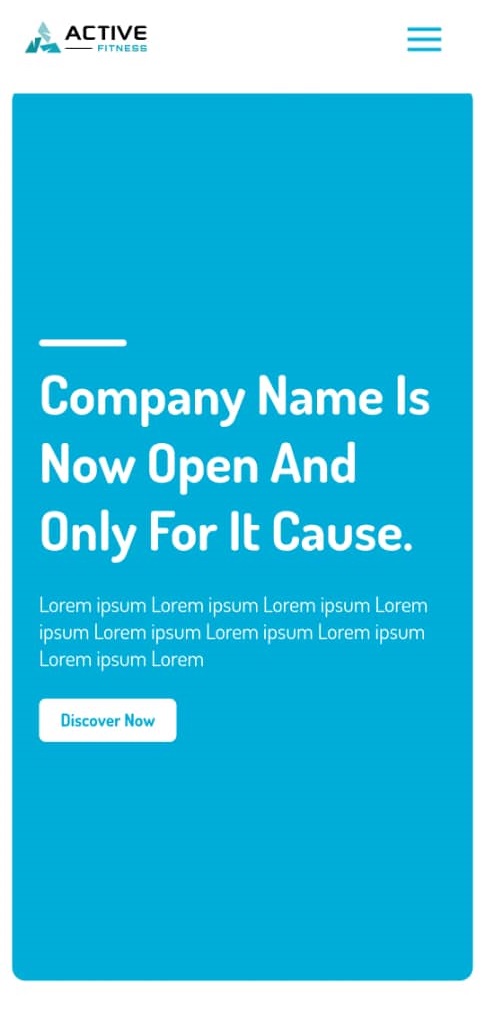 ACTIVE
FITNESS
Company Name Is
Now Open And
Only For It Cause.
Lorem ipsum Lorem ipsum Lorem ipsum Lorem
ipsum Lorem ipsum Lorem ipsum Lorem ipsum
Lorem ipsum Lorem
Discover Now